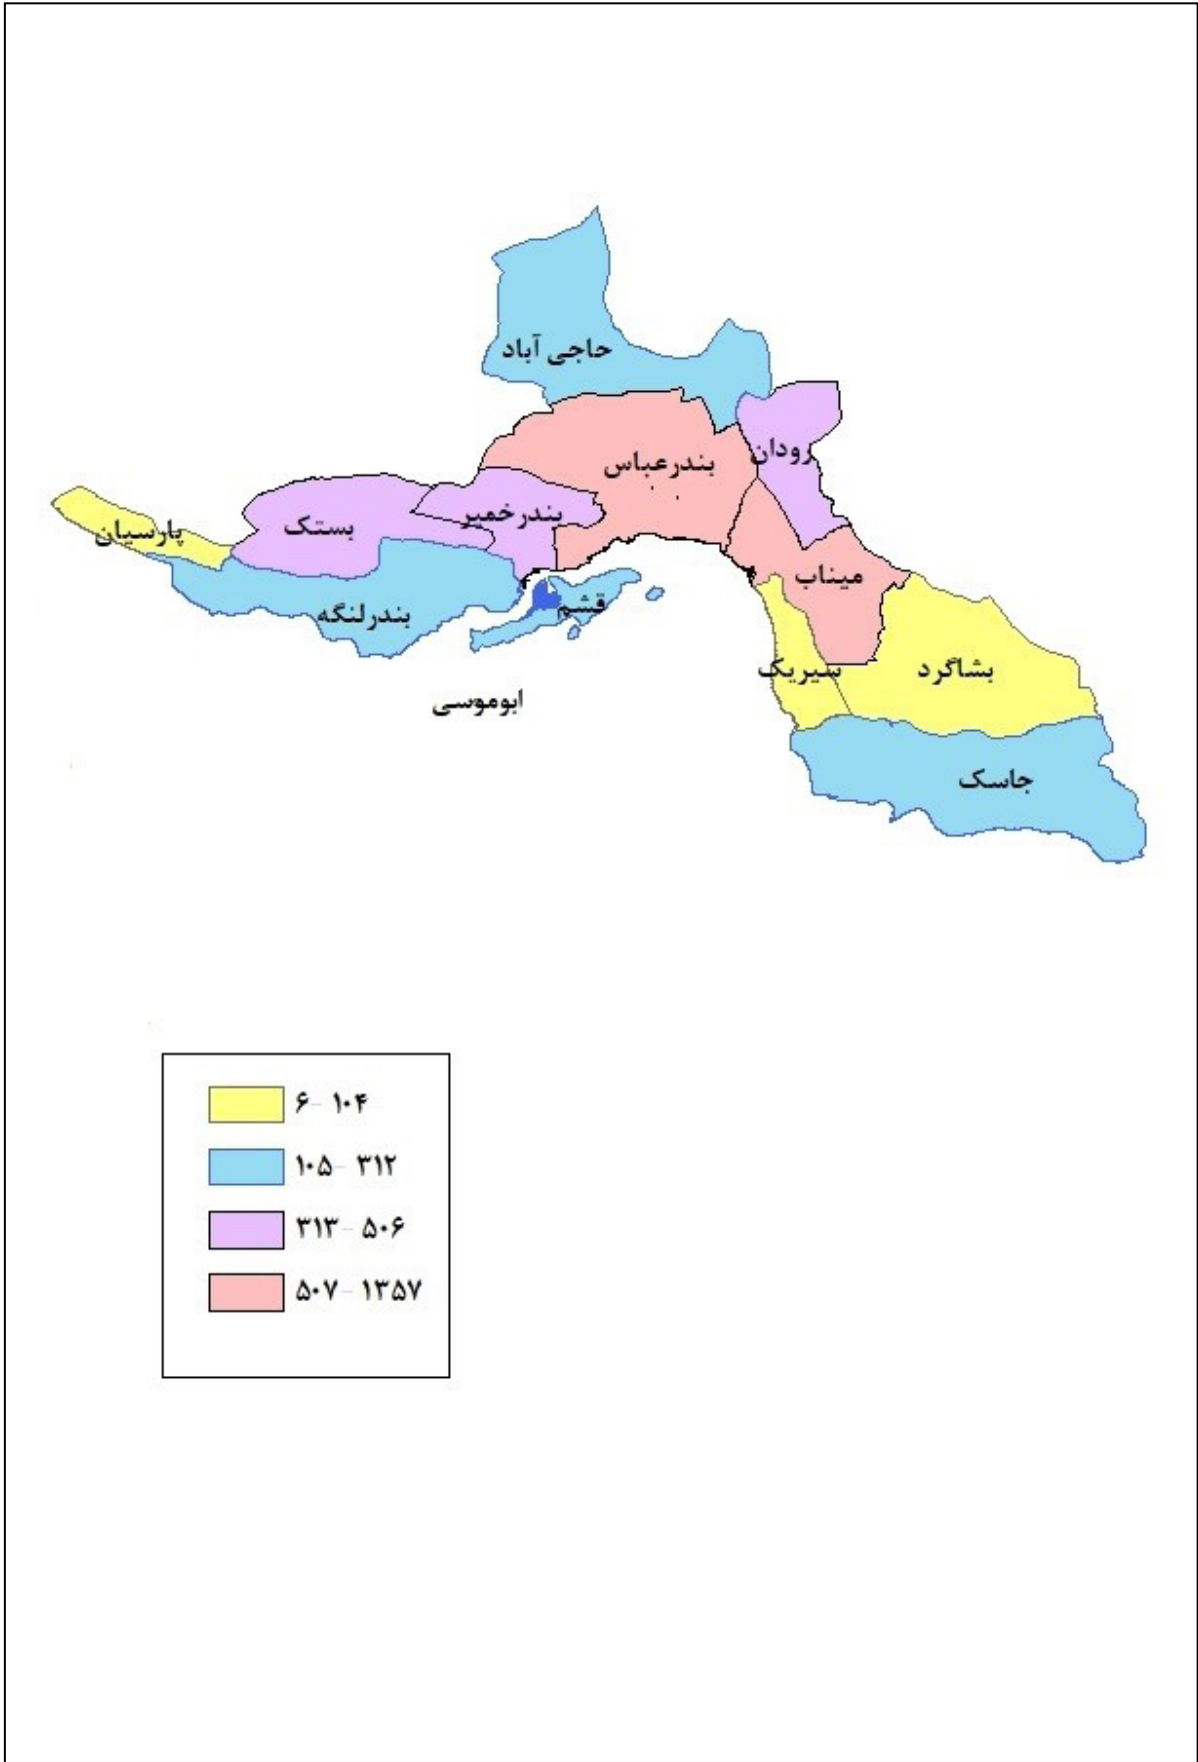 حاجی آباد
بندرعباس
رودان
بندرخمیر
بستک
پارسیان
میناب
بندرلنگه
قشم
سیریک
بشاگرد
ابوموسی
جاسک
۶- ۱۰۴
۱۰۵- ۳۱۲
۳۱۳- ۵۰۶
۵۰۷- ۱۳۵۷